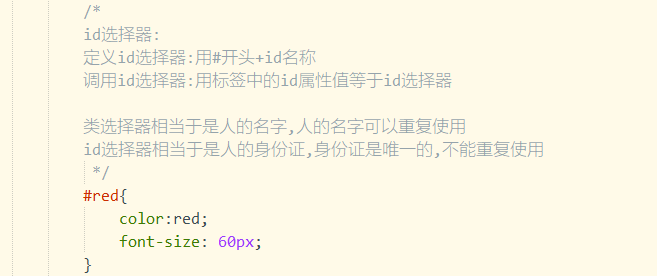 /*
id选择器:
定义id选择器:用#开头+id名称
调用id选择器:用标签中的id属性值等于id选择器
类选择器相当于是人的名字,人的名字可以重复使用
id选择器相当于是人的身份证,身份证是唯一的,不能重复使用
*/
#red{
color:red;
font-size: 60px;
}